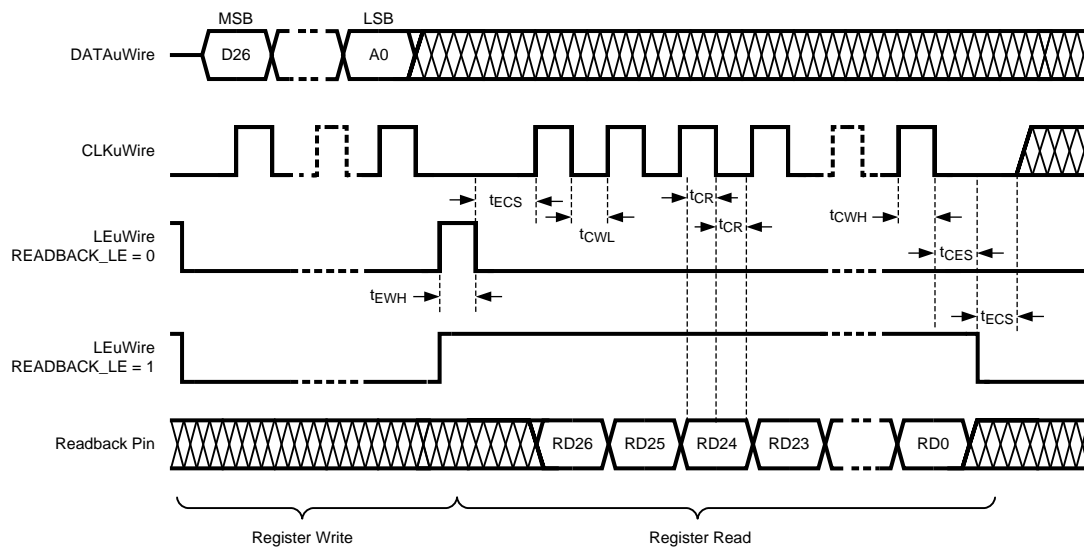 MSB LSB
DATAuWire D26 A0
CLKuWire
tECS tCWL tCR tCR tCWH
LEuWire
READBACK_LE = 0
tCES
tEWH tECS
LEuWire
READBACK_LE = 1
Readback Pin RD26 RD25 RD24 RD23 RD0
Register Write Register Read